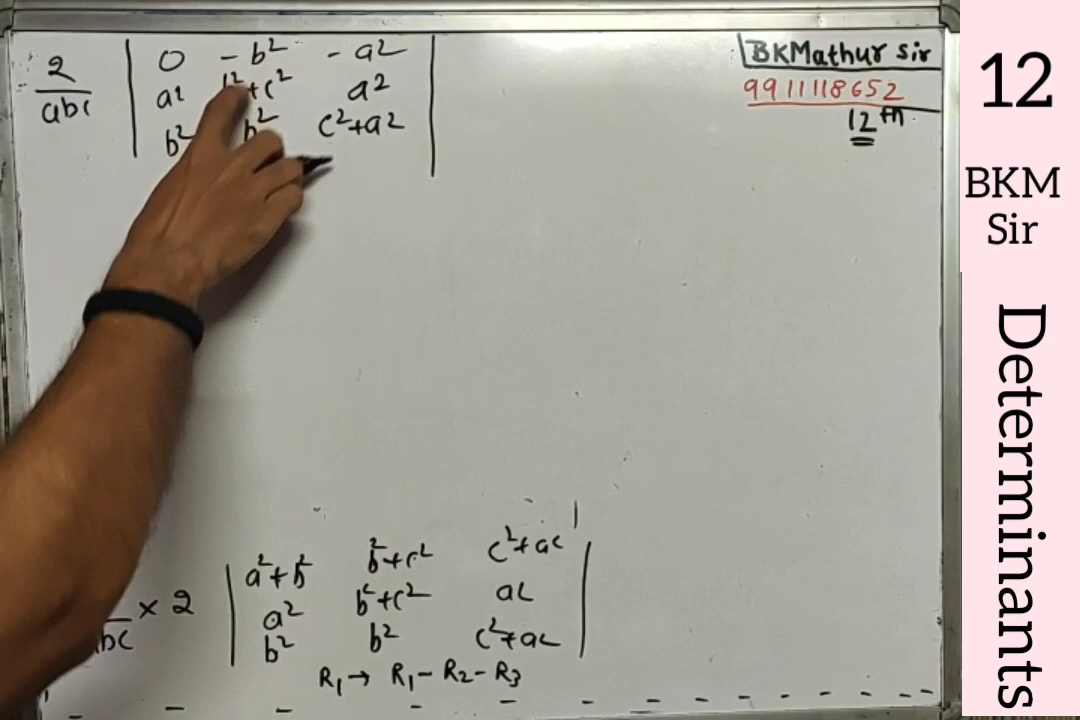 2 | 0 - b² - a² |
abc | a² b²+c² a² |
| b² b² c²+a² |
BKMathur Sir
9911118652
12th
a²+b² b²+c² c²+a²
× 2 a² b²+c² a²
bc b² b² c²+a²
R₁→ R₁- R₂- R₃
12
BKM
Sir
Determinants